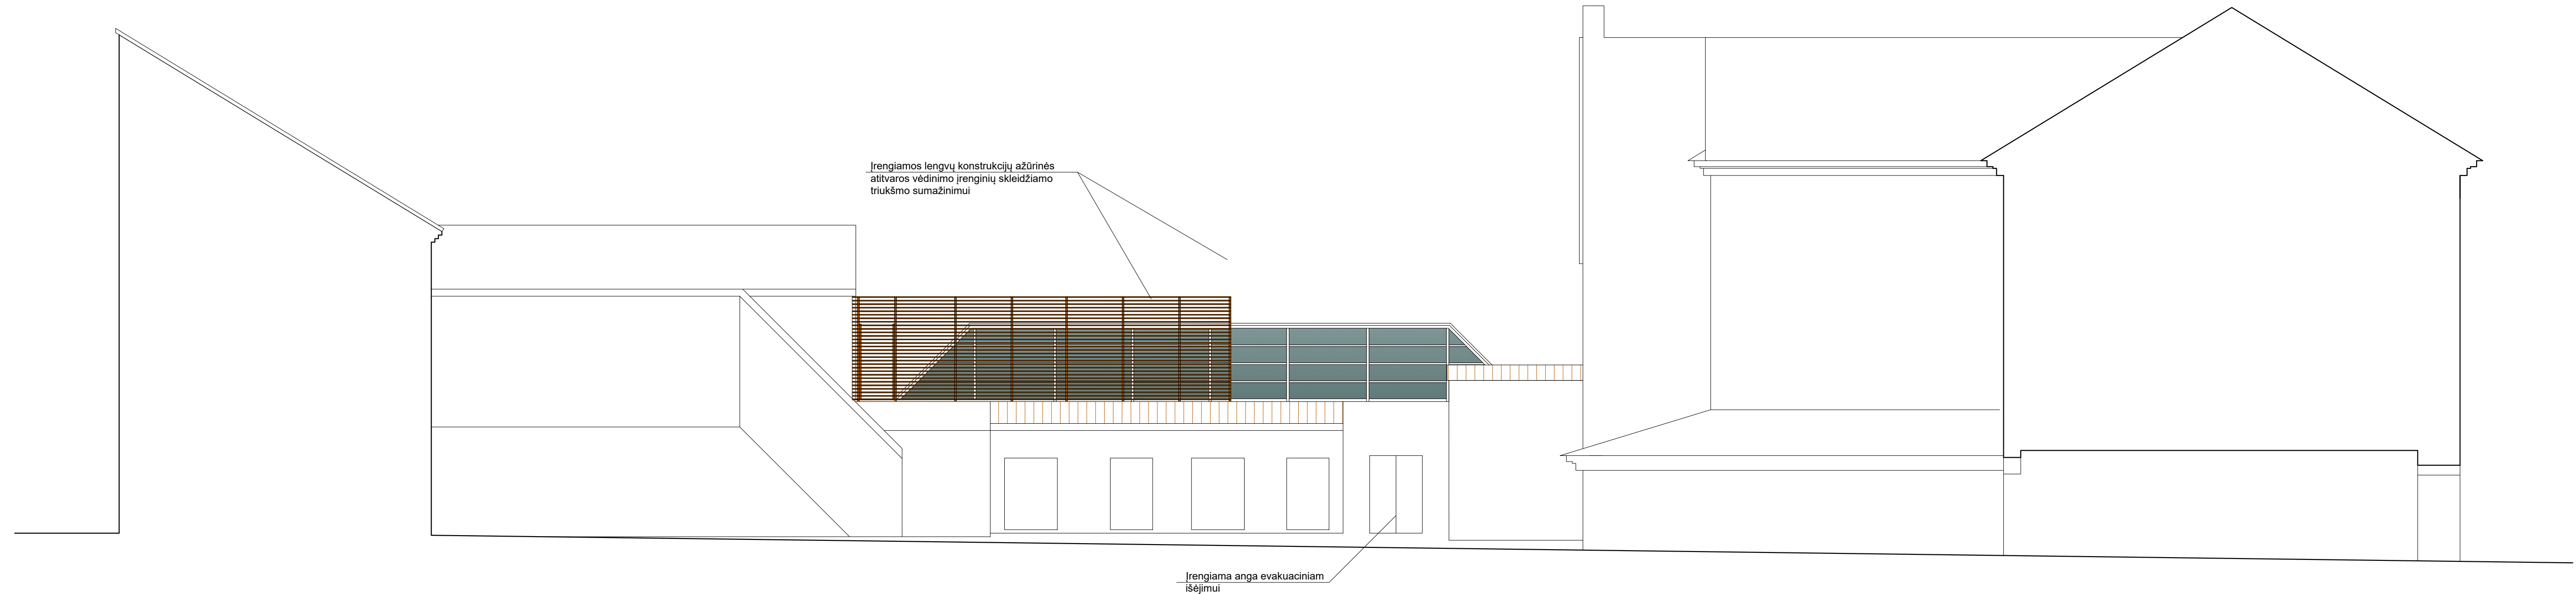 Įrengiamos lengvų konstrukcijų ažūrinės
atitvaros vėdinimo įrenginių skleidžiamo
triukšmo sumažinimui
Įrengiama anga evakuaciniam
išėjimui